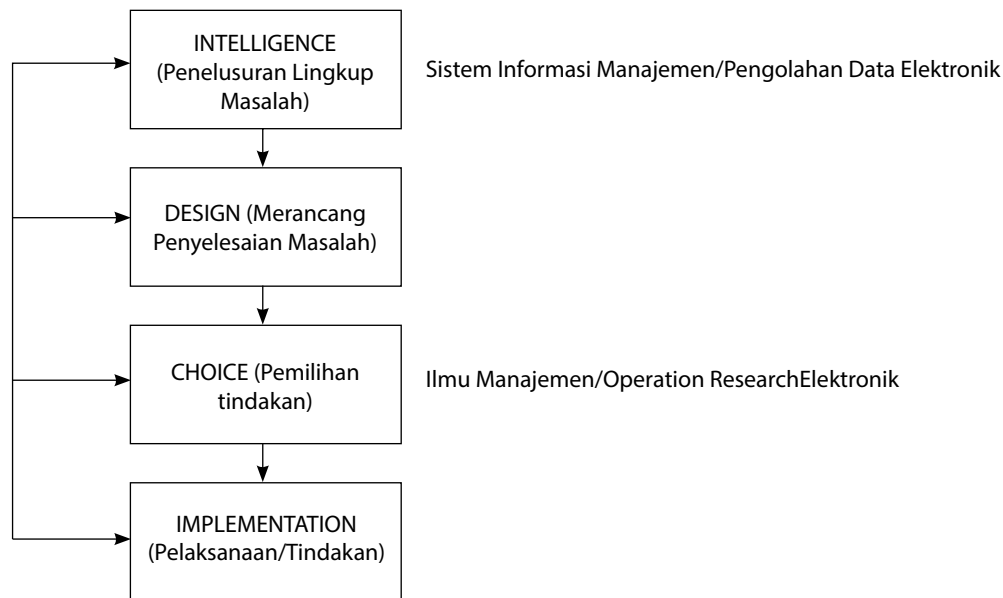 INTELLIGENCE
(Penelusuran Lingkup
Masalah)
Sistem Informasi Manajemen/Pengolahan Data Elektronik
DESIGN (Merancang
Penyelesaian Masalah)
CHOICE (Pemilihan
tindakan)
Ilmu Manajemen/Operation ResearchElektronik
IMPLEMENTATION
(Pelaksanaan/Tindakan)